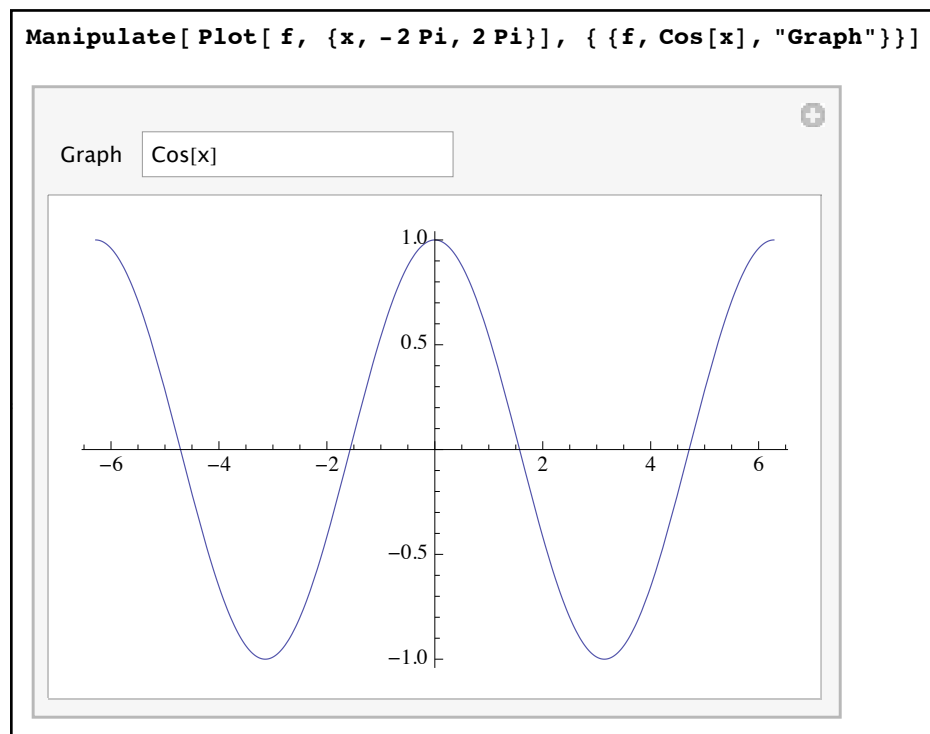 Manipulate[ Plot[ f, {x, -2 Pi, 2 Pi}], { {f, Cos[x], "Graph"}}]
Graph Cos[x]
1.0
0.5
−6 −4 −2 2 4 6
−0.5
−1.0